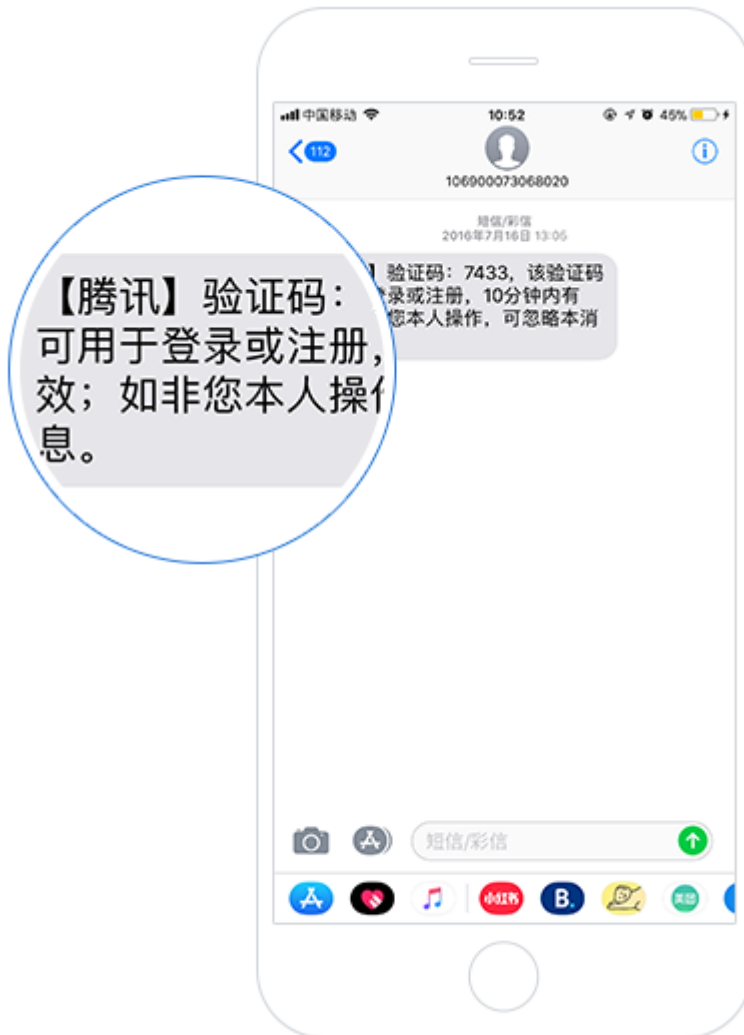 中国移动
10:52
45%
112
106900073068020
短信/彩信
2016年7月16日 13:05
】验证码:7433,该验证码
录或注册,10分钟内有
您本人操作,可忽略本消
【腾讯】验证码:
可用于登录或注册,
效;如非您本人操作
息。
短信/彩信
小红书
B.
美团